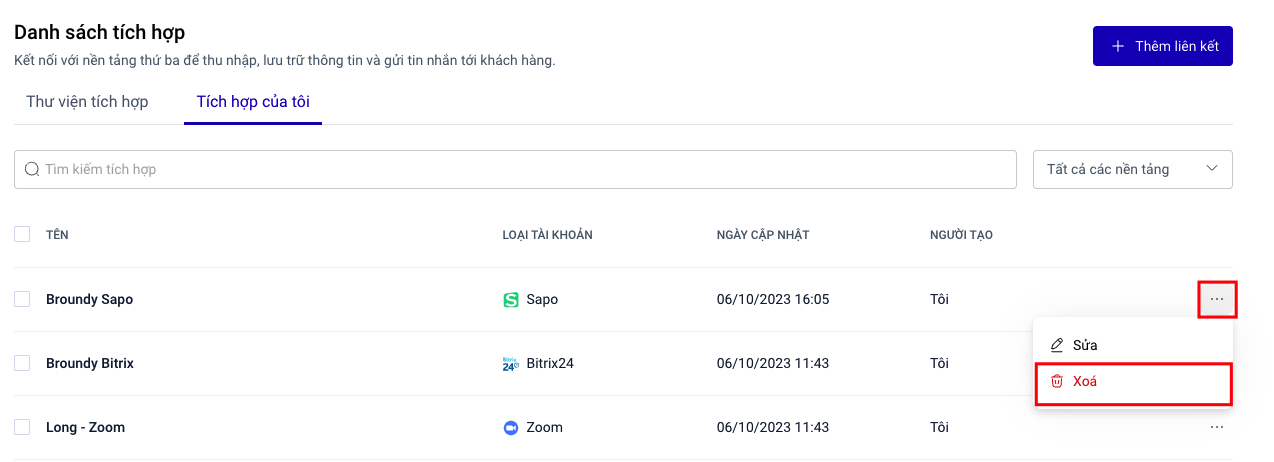 Danh sách tích hợp
Kết nối với nền tảng thứ ba để thu nhập, lưu trữ thông tin và gửi tin nhắn tới khách hàng.
Thêm liên kết
Thư viện tích hợp Tích hợp của tôi
Tìm kiếm tích hợp Tất cả các nền tảng
TÊN LOẠI TÀI KHOẢN NGÀY CẬP NHẬT NGƯỜI TẠO
Broundy Sapo Sapo 06/10/2023 16:05 Tôi ...
Sửa
Broundy Bitrix Bitrix24 06/10/2023 11:43 Tôi
Xoá
Long - Zoom Zoom 06/10/2023 11:43 Tôi ...